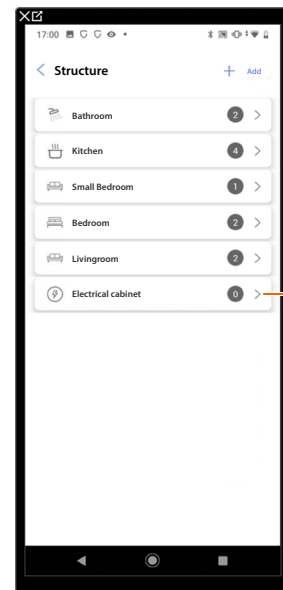 17:00
Structure
+ Add
Bathroom 2
Kitchen 4
Small Bedroom 1
Bedroom 2
Livingroom 2
Electrical cabinet 0